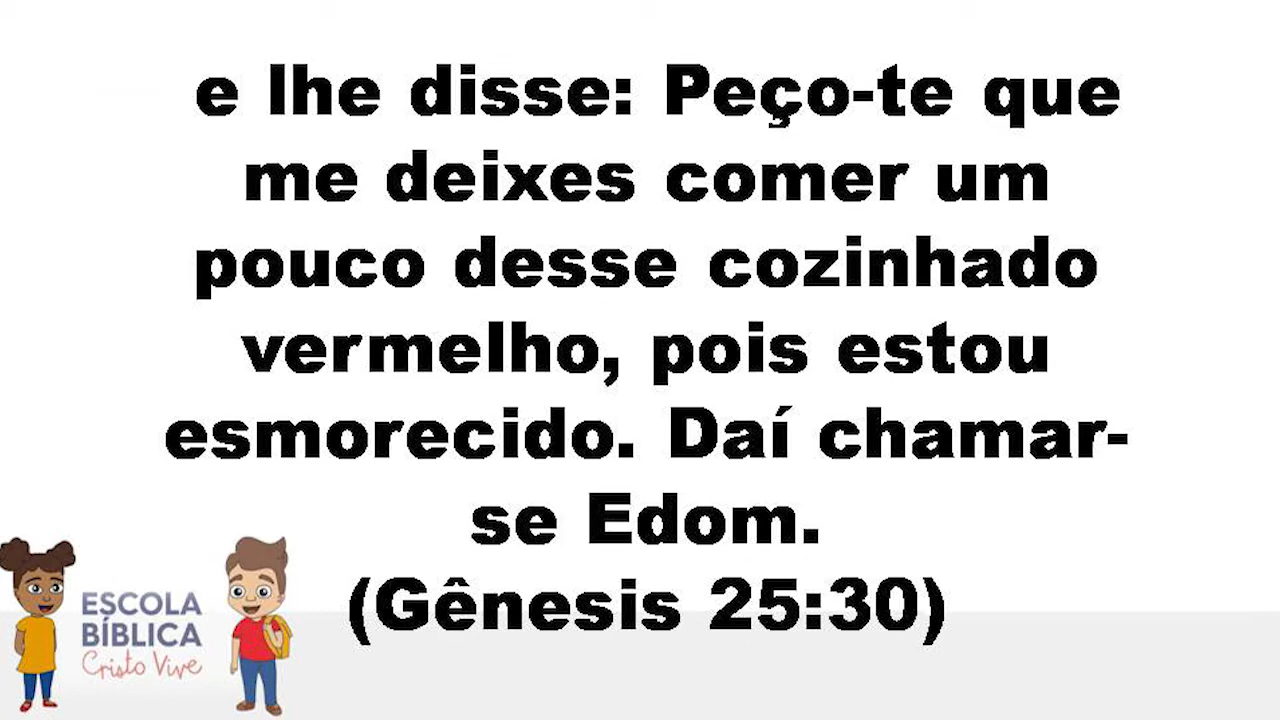 e lhe disse: Peço-te que
me deixes comer um
pouco desse cozinhado
vermelho, pois estou
esmorecido. Daí chamar-
se Edom.
(Gênesis 25:30)
ESCOLA
BÍBLICA
Cristo Vive